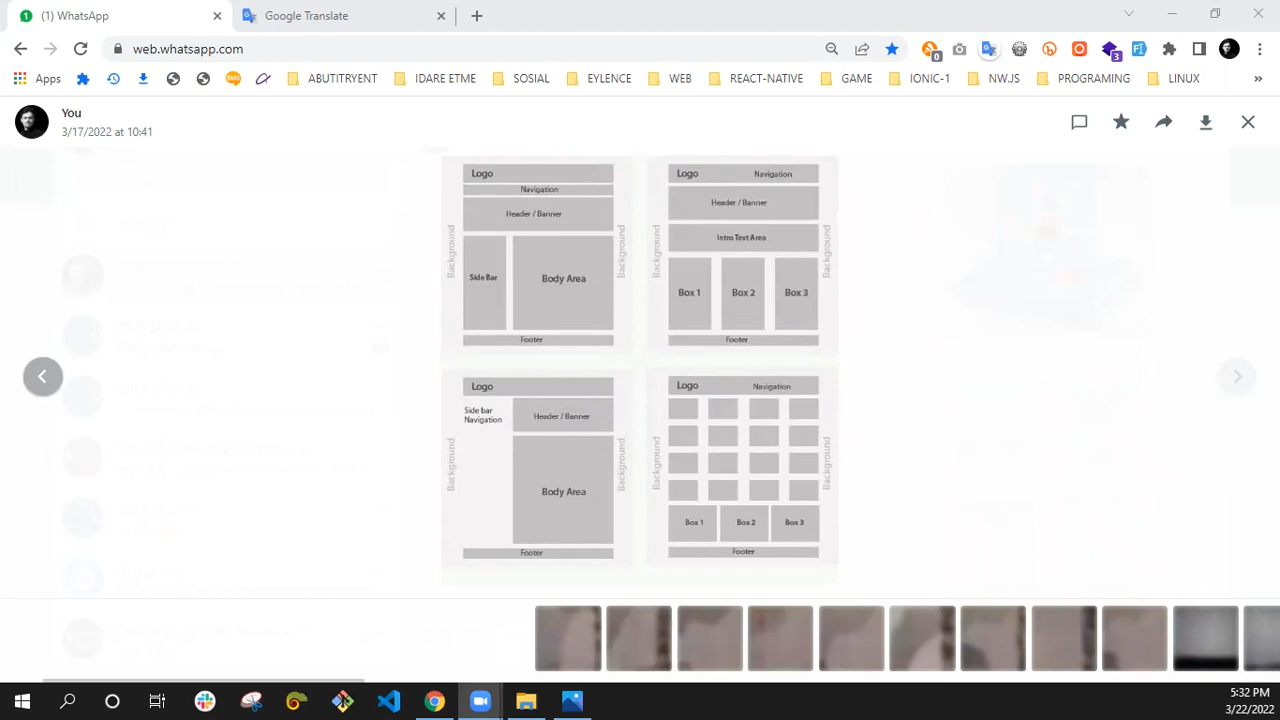 (1) WhatsApp
Google Translate
web.whatsapp.com
0
3
Apps
ABUTITRYENT
IDARE ETME
SOSIAL
EYLENCE
WEB
REACT-NATIVE
GAME
IONIC-1
NW.JS
PROGRAMING
LINUX
You
3/17/2022 at 10:41
Logo
Navigation
Header / Banner
Side Bar
Body Area
Footer
Background
Background
Logo
Navigation
Header / Banner
Intro Text Area
Box 1
Box 2
Box 3
Footer
Background
Background
Logo
Side bar
Navigation
Header / Banner
Body Area
Footer
Background
Background
Logo
Navigation
Box 1
Box 2
Box 3
Footer
Background
Background
5:32 PM
3/22/2022